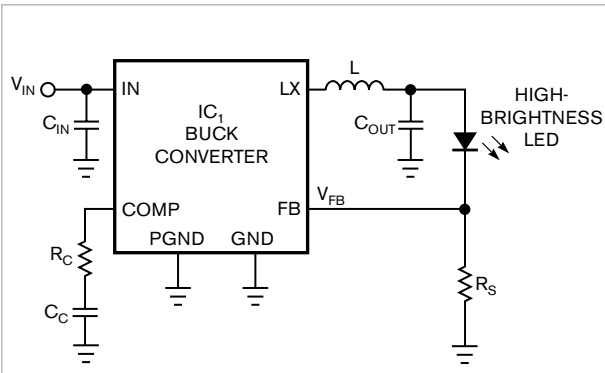 V_IN
C_IN
IN
IC_1
BUCK
CONVERTER
LX
L
C_OUT
HIGH-
BRIGHTNESS
LED
COMP
FB
V_FB
PGND
GND
R_C
C_C
R_S